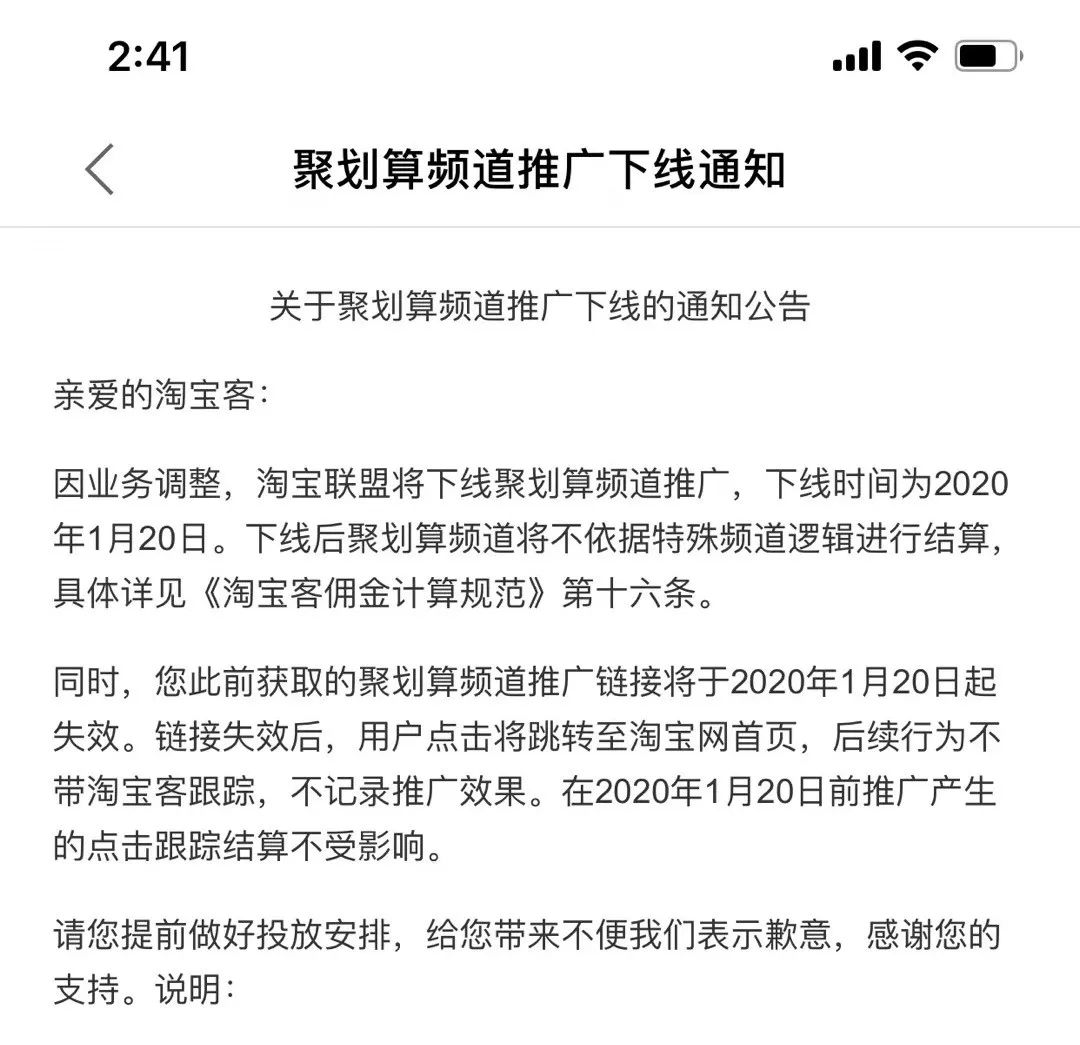 2:41
聚划算频道推广下线通知
关于聚划算频道推广下线的通知公告
亲爱的淘宝客：
因业务调整，淘宝联盟将下线聚划算频道推广，下线时间为2020
年1月20日。下线后聚划算频道将不依据特殊频道逻辑进行结算，
具体详见《淘宝客佣金计算规范》第十六条。
同时，您此前获取的聚划算频道推广链接将于2020年1月20日起
失效。链接失效后，用户点击将跳转至淘宝网首页，后续行为不
带淘宝客跟踪，不记录推广效果。在2020年1月20日前推广产生
的点击跟踪结算不受影响。
请您提前做好投放安排，给您带来不便我们表示歉意，感谢您的
支持。说明：